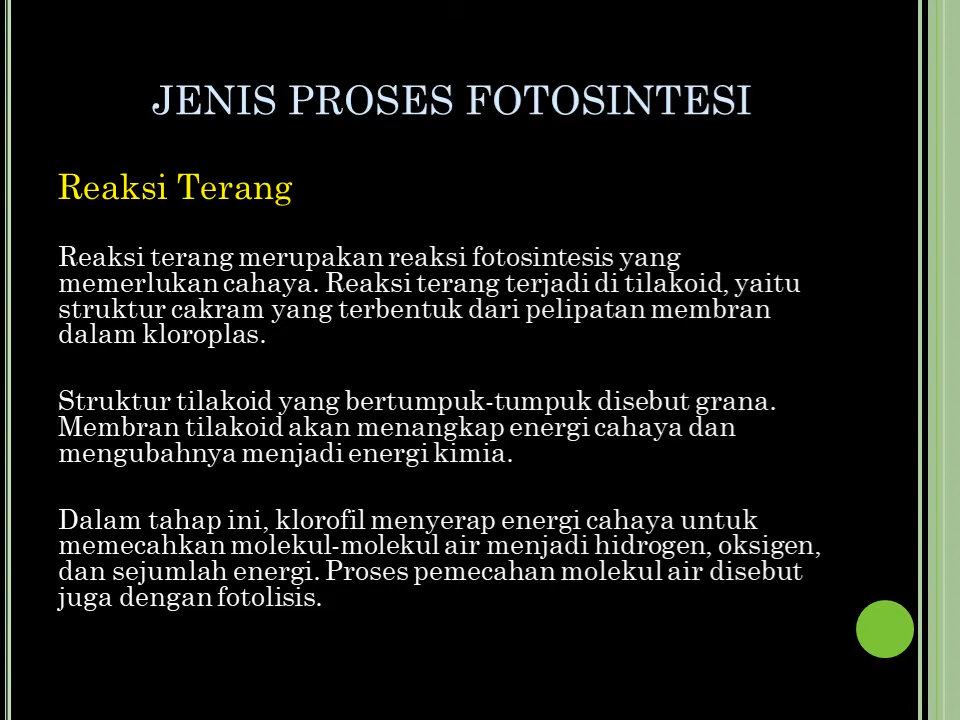 JENIS PROSES FOTOSINTESI
Reaksi Terang
Reaksi terang merupakan reaksi fotosintesis yang
memerlukan cahaya. Reaksi terang terjadi di tilakoid, yaitu
struktur cakram yang terbentuk dari pelipatan membran
dalam kloroplas.
Struktur tilakoid yang bertumpuk-tumpuk disebut grana.
Membran tilakoid akan menangkap energi cahaya dan
mengubahnya menjadi energi kimia.
Dalam tahap ini, klorofil menyerap energi cahaya untuk
memecahkan molekul-molekul air menjadi hidrogen, oksigen,
dan sejumlah energi. Proses pemecahan molekul air disebut
juga dengan fotolisis.